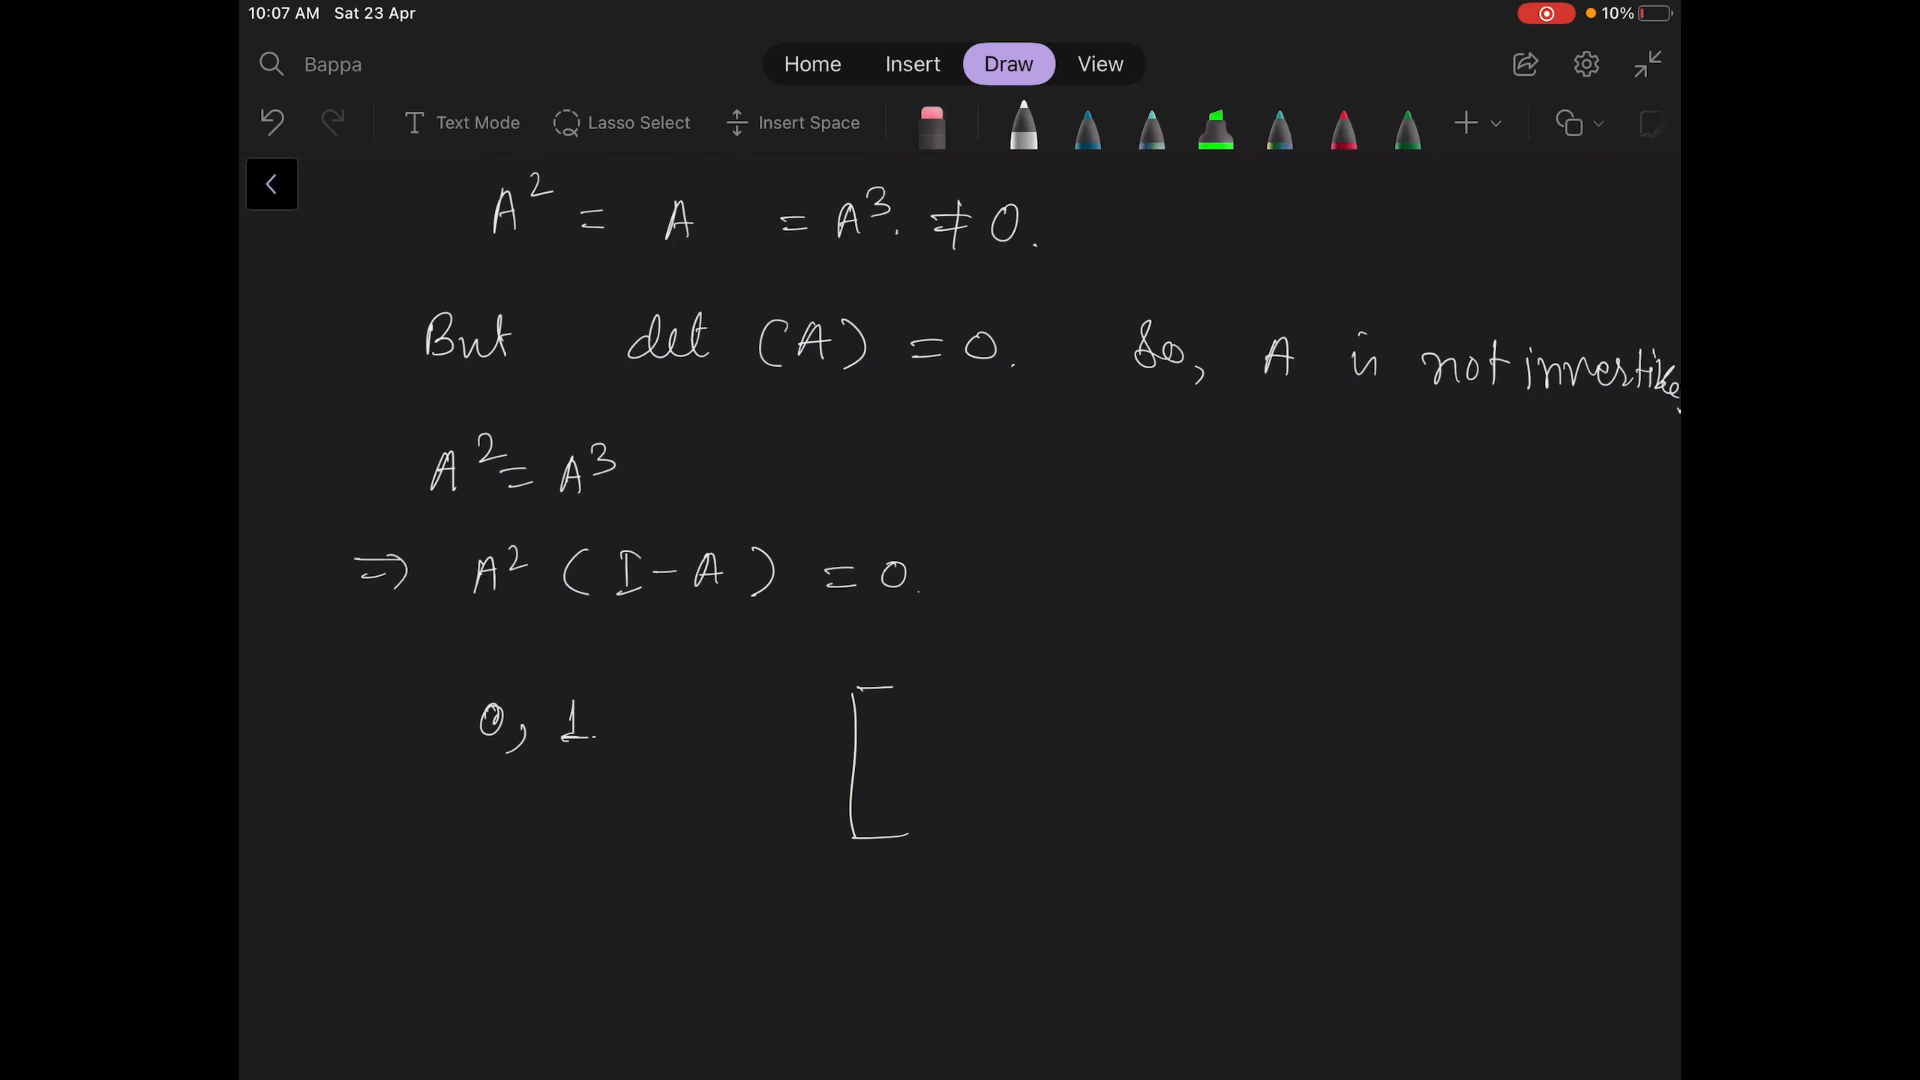 10:07 AM Sat 23 Apr 10%
Bappa Home Insert Draw View
Text Mode Lasso Select Insert Space
A² = A = A³. ≠ 0.
But det (A) = 0. So, A is not
A² = A³
⇒ A² (I - A) = 0.
0, 1.